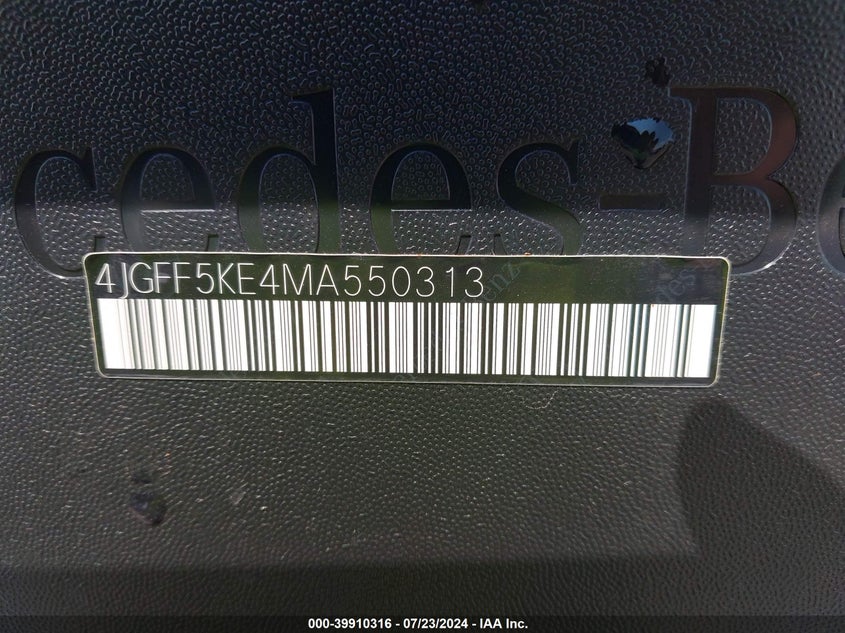 cedes-Be
4JGFF5KE4MA550313
000-39910316 - 07/23/2024 - IAA Inc.